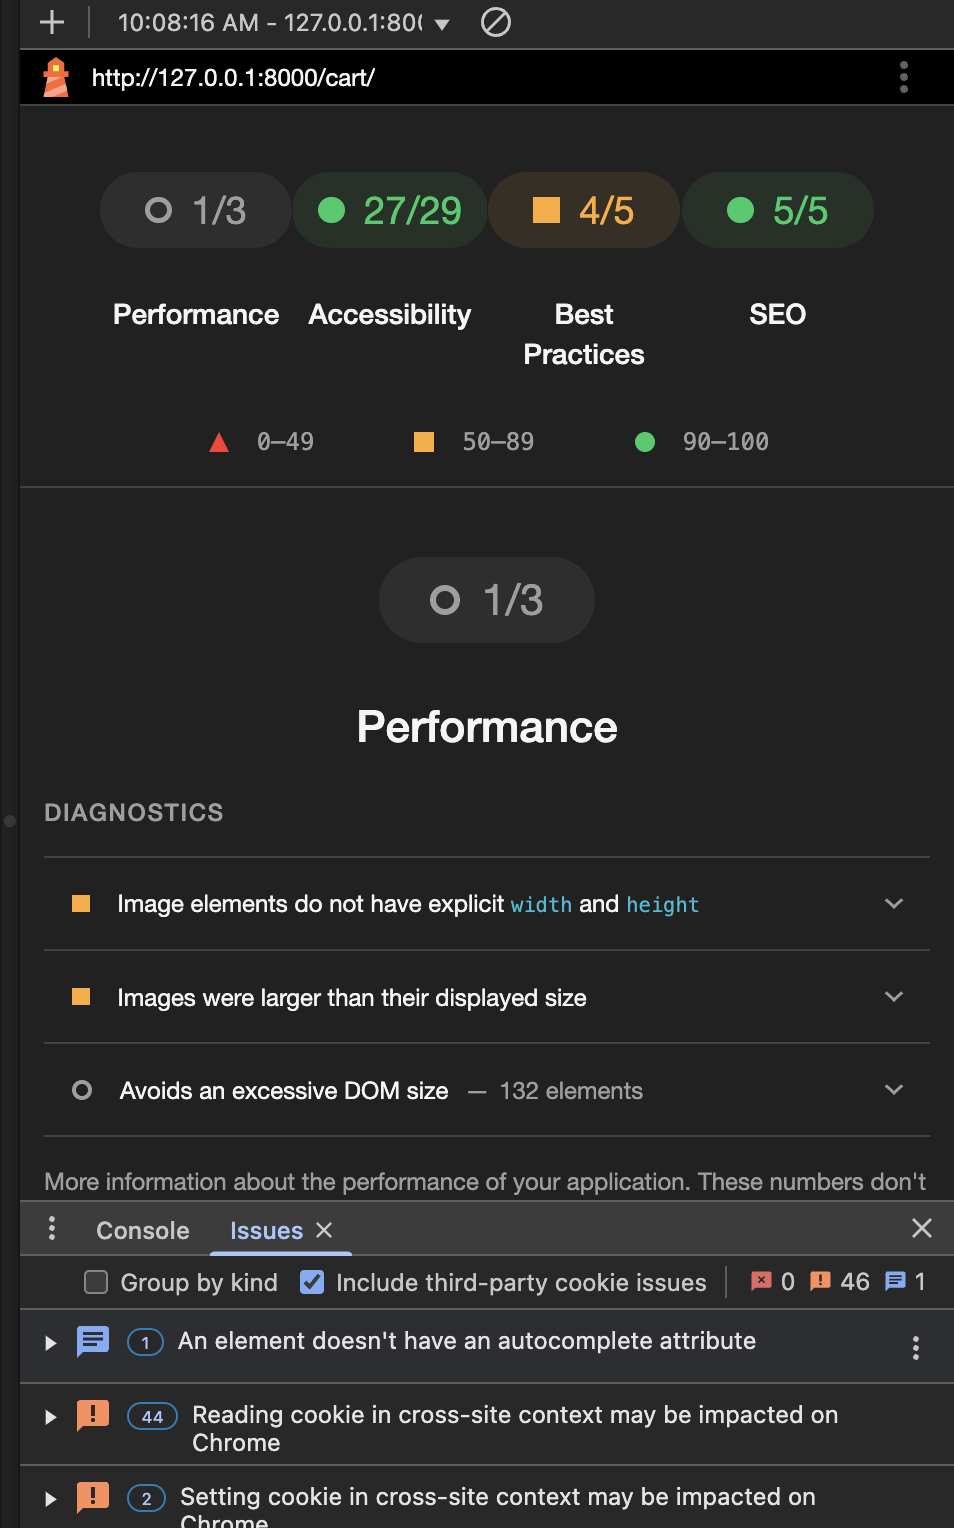 10:08:16 AM - 127.0.0.1:80
http://127.0.0.1:8000/cart/
1/3
27/29
4/5
5/5
Performance
Accessibility
Best
Practices
SEO
0–49
50–89
90–100
1/3
Performance
DIAGNOSTICS
Image elements do not have explicit width and height
Images were larger than their displayed size
Avoids an excessive DOM size — 132 elements
More information about the performance of your application. These numbers don't
Console
Issues
Group by kind
Include third-party cookie issues
0
46
1
1 An element doesn't have an autocomplete attribute
44 Reading cookie in cross-site context may be impacted on
Chrome
2 Setting cookie in cross-site context may be impacted on
Chrome